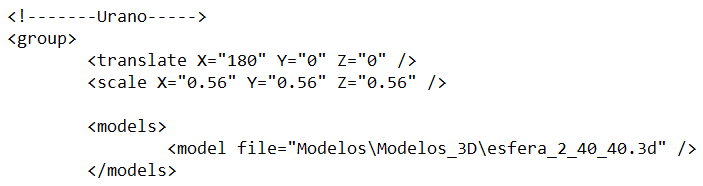 <!-------Urano----->
<group>
<translate X="180" Y="0" Z="0" />
<scale X="0.56" Y="0.56" Z="0.56" />
<models>
<model file="Modelos\Modelos_3D\esfera_2_40_40.3d" />
</models>